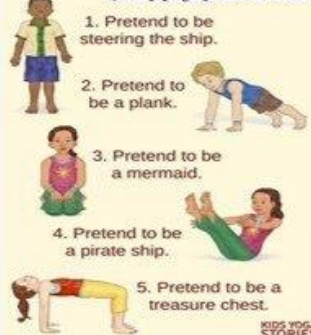 1. Pretend to be
steering the ship.
2. Pretend to
be a plank.
3. Pretend to be
a mermaid.
4. Pretend to be
a pirate ship.
5. Pretend to be a
treasure chest.
KIDS YOGA
STORIES